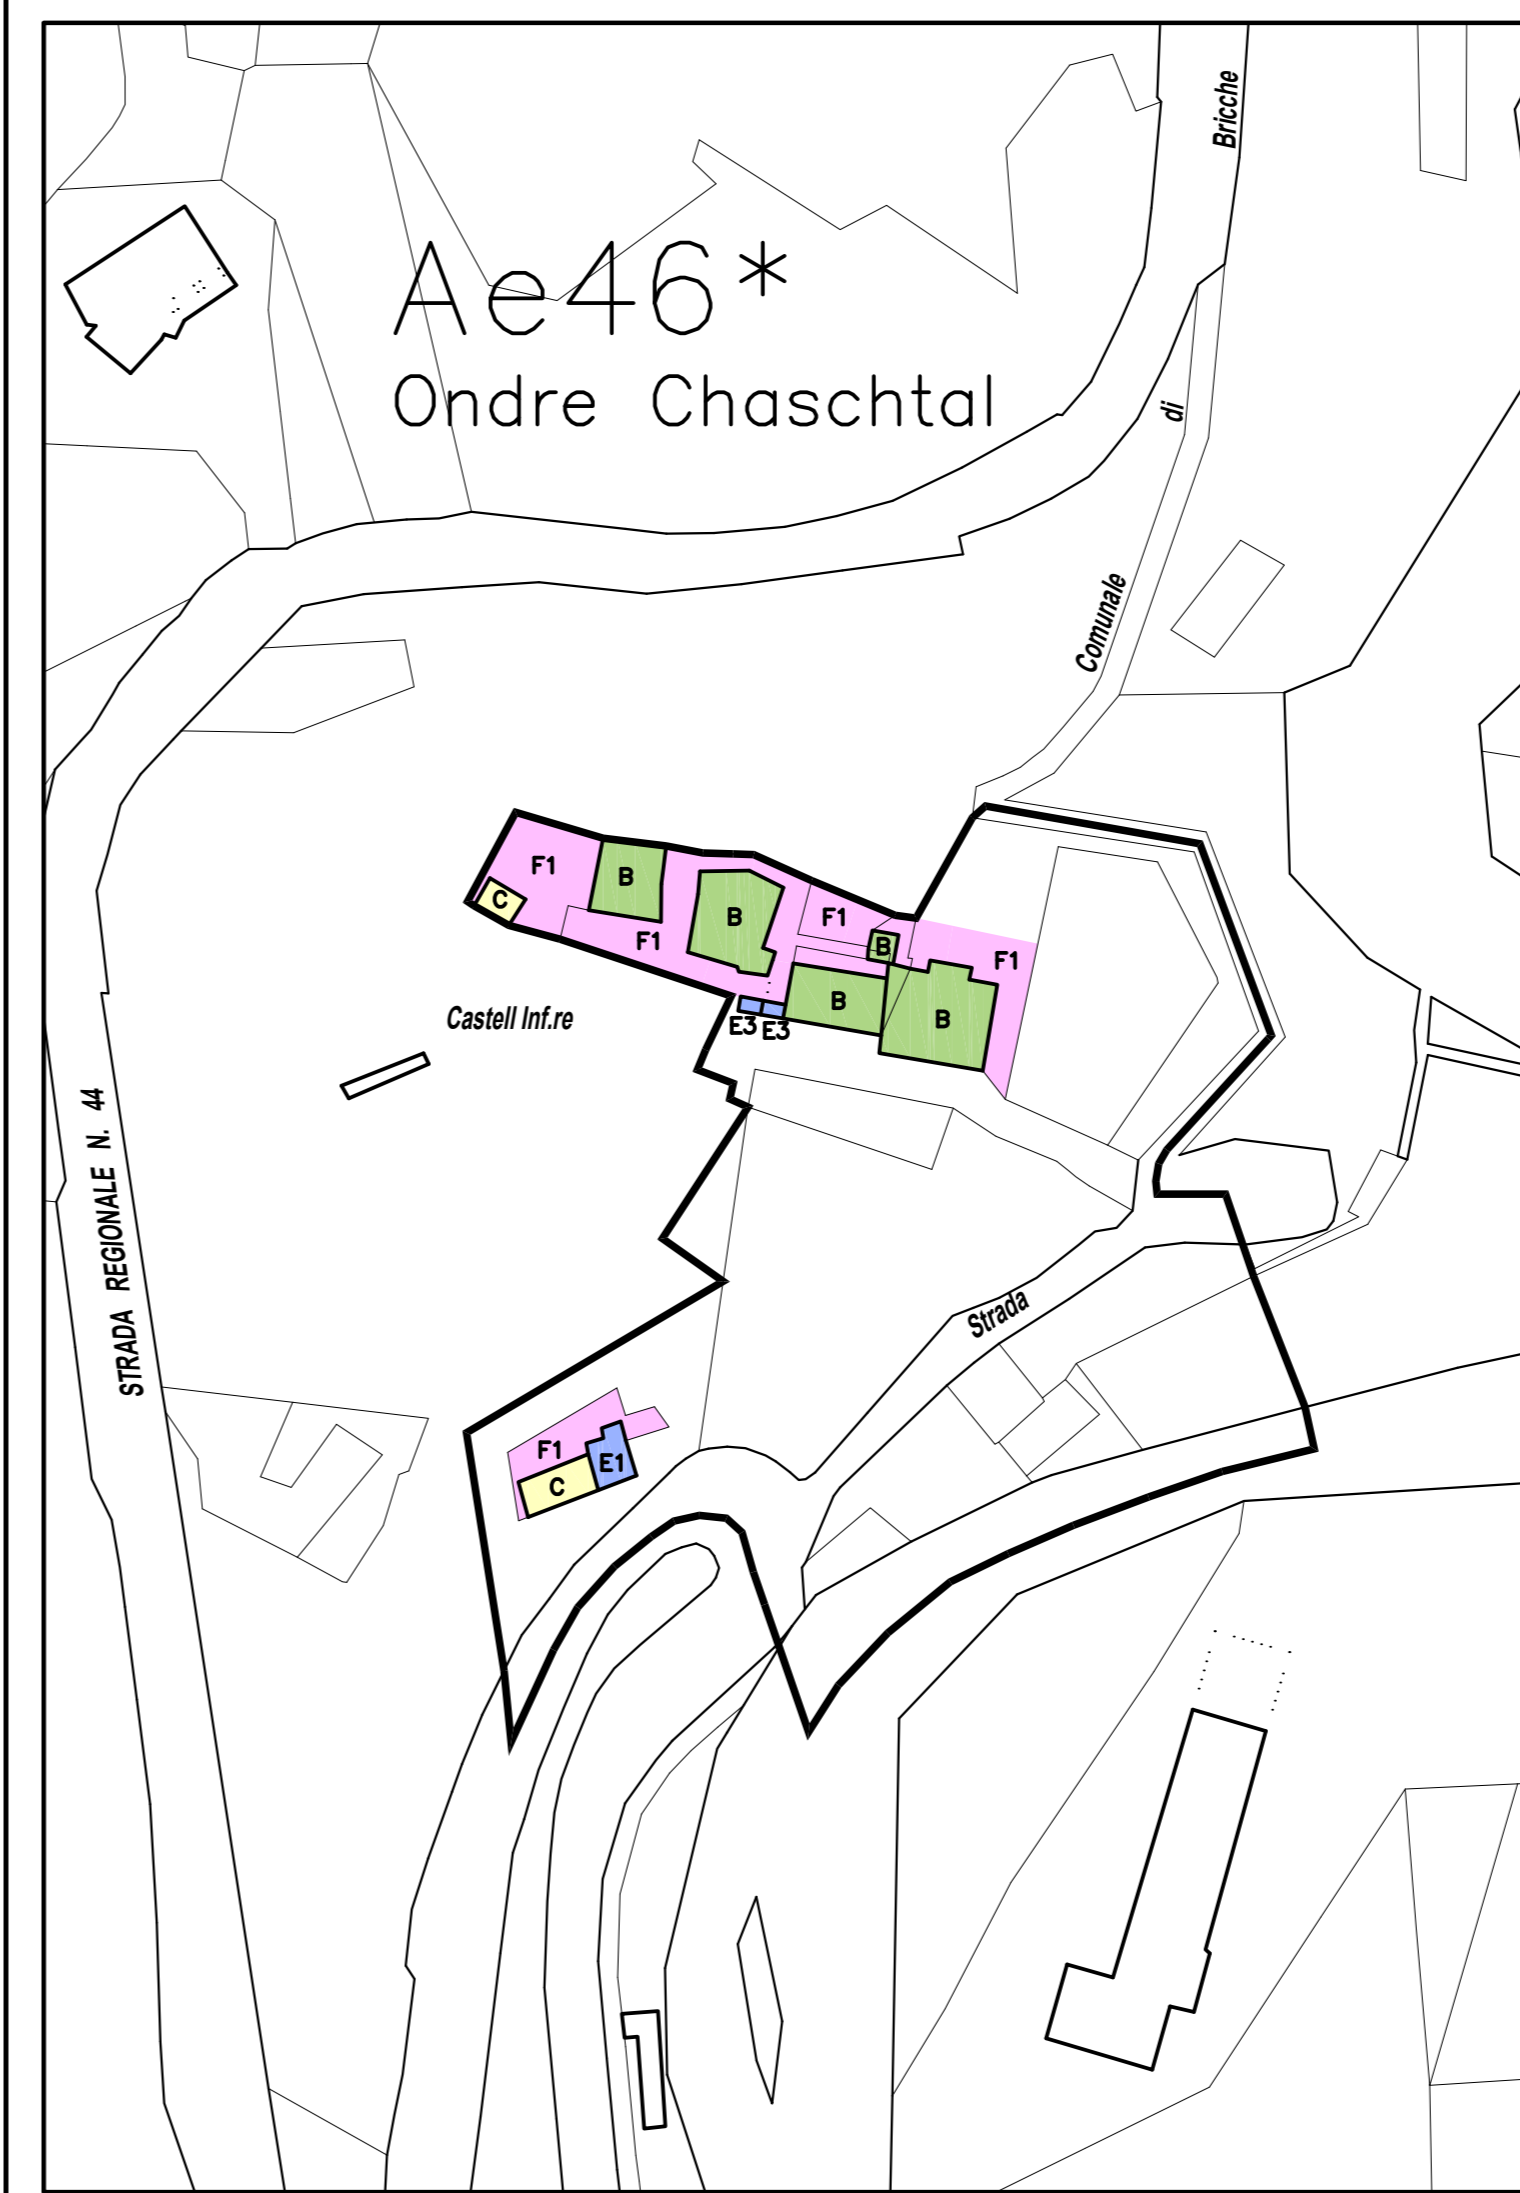 Bricche
Ae46*
Ondre Chaschtal
di
Comunale
F1
B
C
B
F1
F1
B
F1
B
B
E3
E3
Castell Inf.re
STRADA REGIONALE N. 44
Strada
F1
E1
C